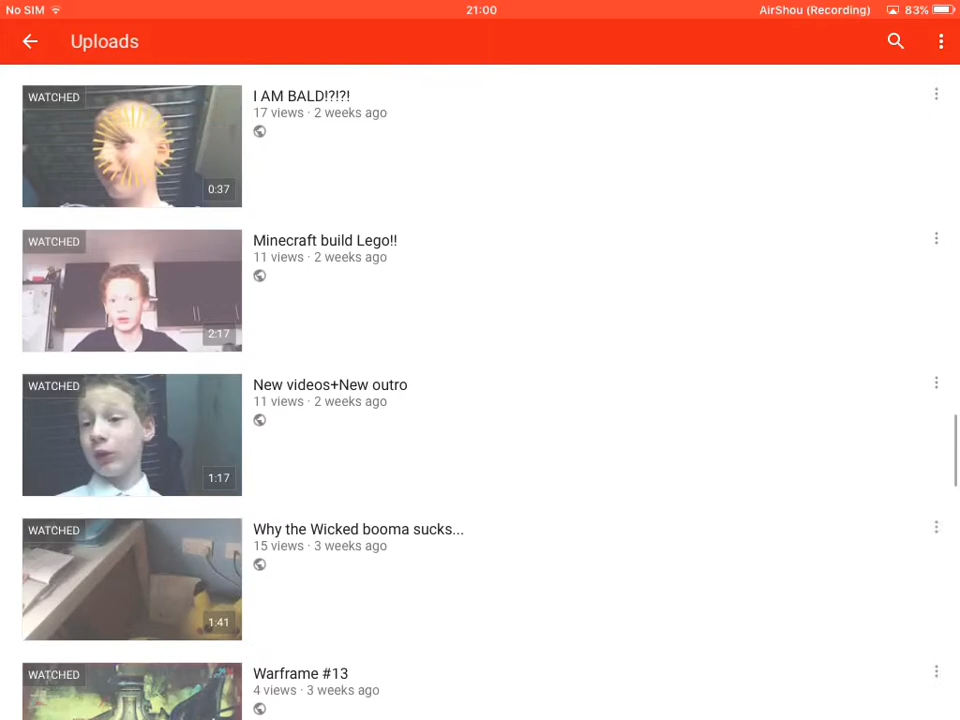 No SIM 21:00 AirShou (Recording) 83%
Uploads
WATCHED
I AM BALD!?!?!
17 views · 2 weeks ago
0:37
WATCHED
Minecraft build Lego!!
11 views · 2 weeks ago
2:17
WATCHED
New videos+New outro
11 views · 2 weeks ago
1:17
WATCHED
Why the Wicked booma sucks...
15 views · 3 weeks ago
1:41
WATCHED
Warframe #13
4 views · 3 weeks ago